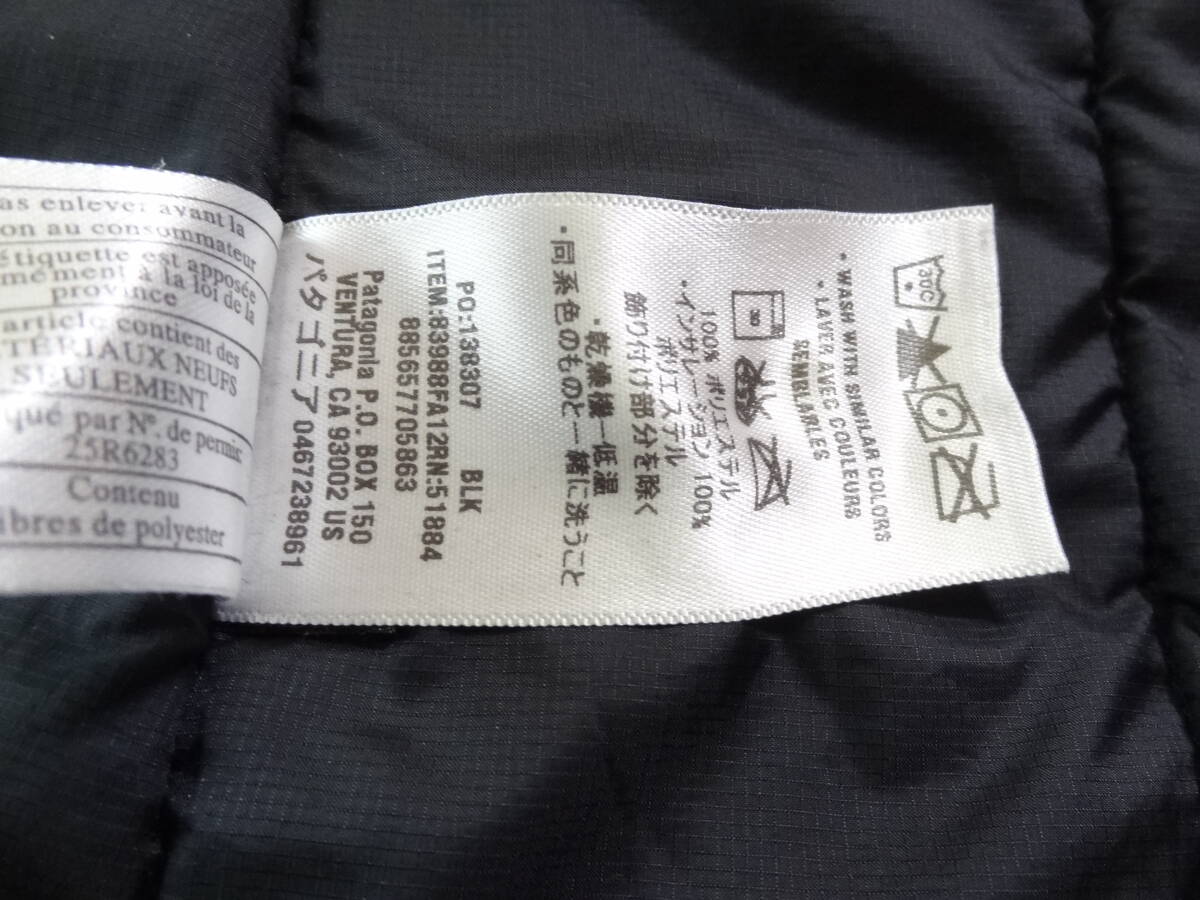 as enlever avant la
on au consommateur
étiquette est apposée
mément à la loi de la
province
article contient des
TÉRIAUX NEUFS
SEULEMENT
qué par Nº. de permis
25R6283
Contenu
ibres de polyester
30C
• WASH WITH SIMILAR COLORS
• LAVER AVEC COULEURS
SEMBLABLES
100% ポリエステル
・インサレーション 100%
ポリエステル
飾り付け部分を除く
・乾燥機－低温
・同系色のものと一緒に洗うこと
PO:138307 BLK
ITEM:83988FA12RN:51884
885657705863
Patagonia P.O. BOX 150
VENTURA, CA 93002 US
パタゴニア 0467238961